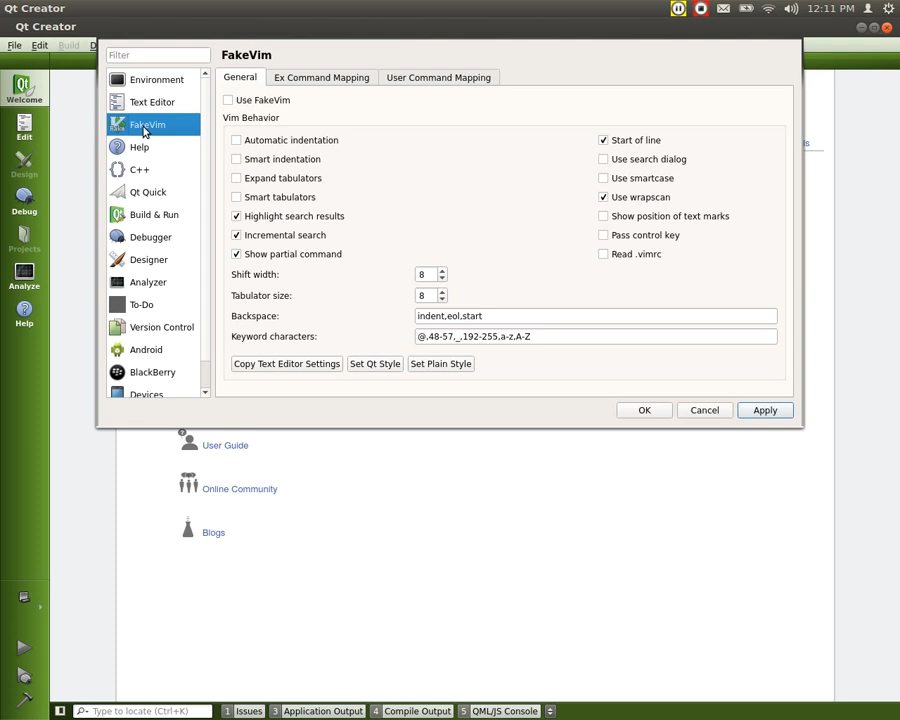 Qt Creator
12:11 PM
Qt Creator
File Edit Build D
Filter
FakeVim
Environment
Text Editor
FakeVim
Help
C++
Qt Quick
Build & Run
Debugger
Designer
Analyzer
To-Do
Version Control
Android
BlackBerry
Devices
General Ex Command Mapping User Command Mapping
Use FakeVim
Vim Behavior
Automatic indentation
Smart indentation
Expand tabulators
Smart tabulators
Highlight search results
Incremental search
Show partial command
Start of line
Use search dialog
Use smartcase
Use wrapscan
Show position of text marks
Pass control key
Read .vimrc
Shift width: 8
Tabulator size: 8
Backspace: indent,eol,start
Keyword characters: @,48-57,_,192-255,a-z,A-Z
Copy Text Editor Settings Set Qt Style Set Plain Style
OK Cancel Apply
Welcome
Edit
Design
Debug
Projects
Analyze
Help
ls
User Guide
Online Community
Blogs
Type to locate (Ctrl+K) 1 Issues 3 Application Output 4 Compile Output 5 QML/JS Console